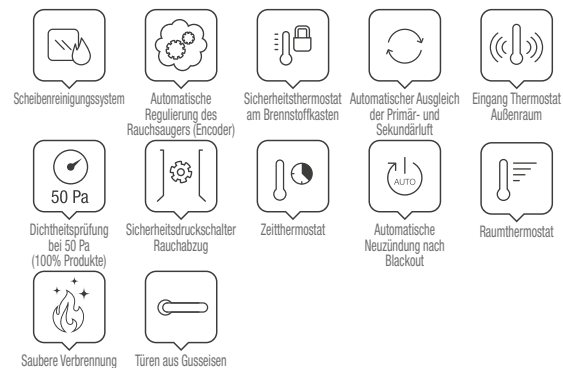 Scheibenreinigungssystem
Automatische
Regulierung des
Rauchsaugers (Encoder)
Sicherheitsthermostat
am Brennstoffkasten
Automatischer Ausgleich
der Primär- und
Sekundärluft
Eingang Thermostat
Außenraum
50 Pa
Dichtheitsprüfung
bei 50 Pa
(100% Produkte)
Sicherheitsdruckschalter
Rauchabzug
Zeitthermostat
AUTO
Automatische
Neuzündung nach
Blackout
Raumthermostat
Saubere Verbrennung
Türen aus Gusseisen